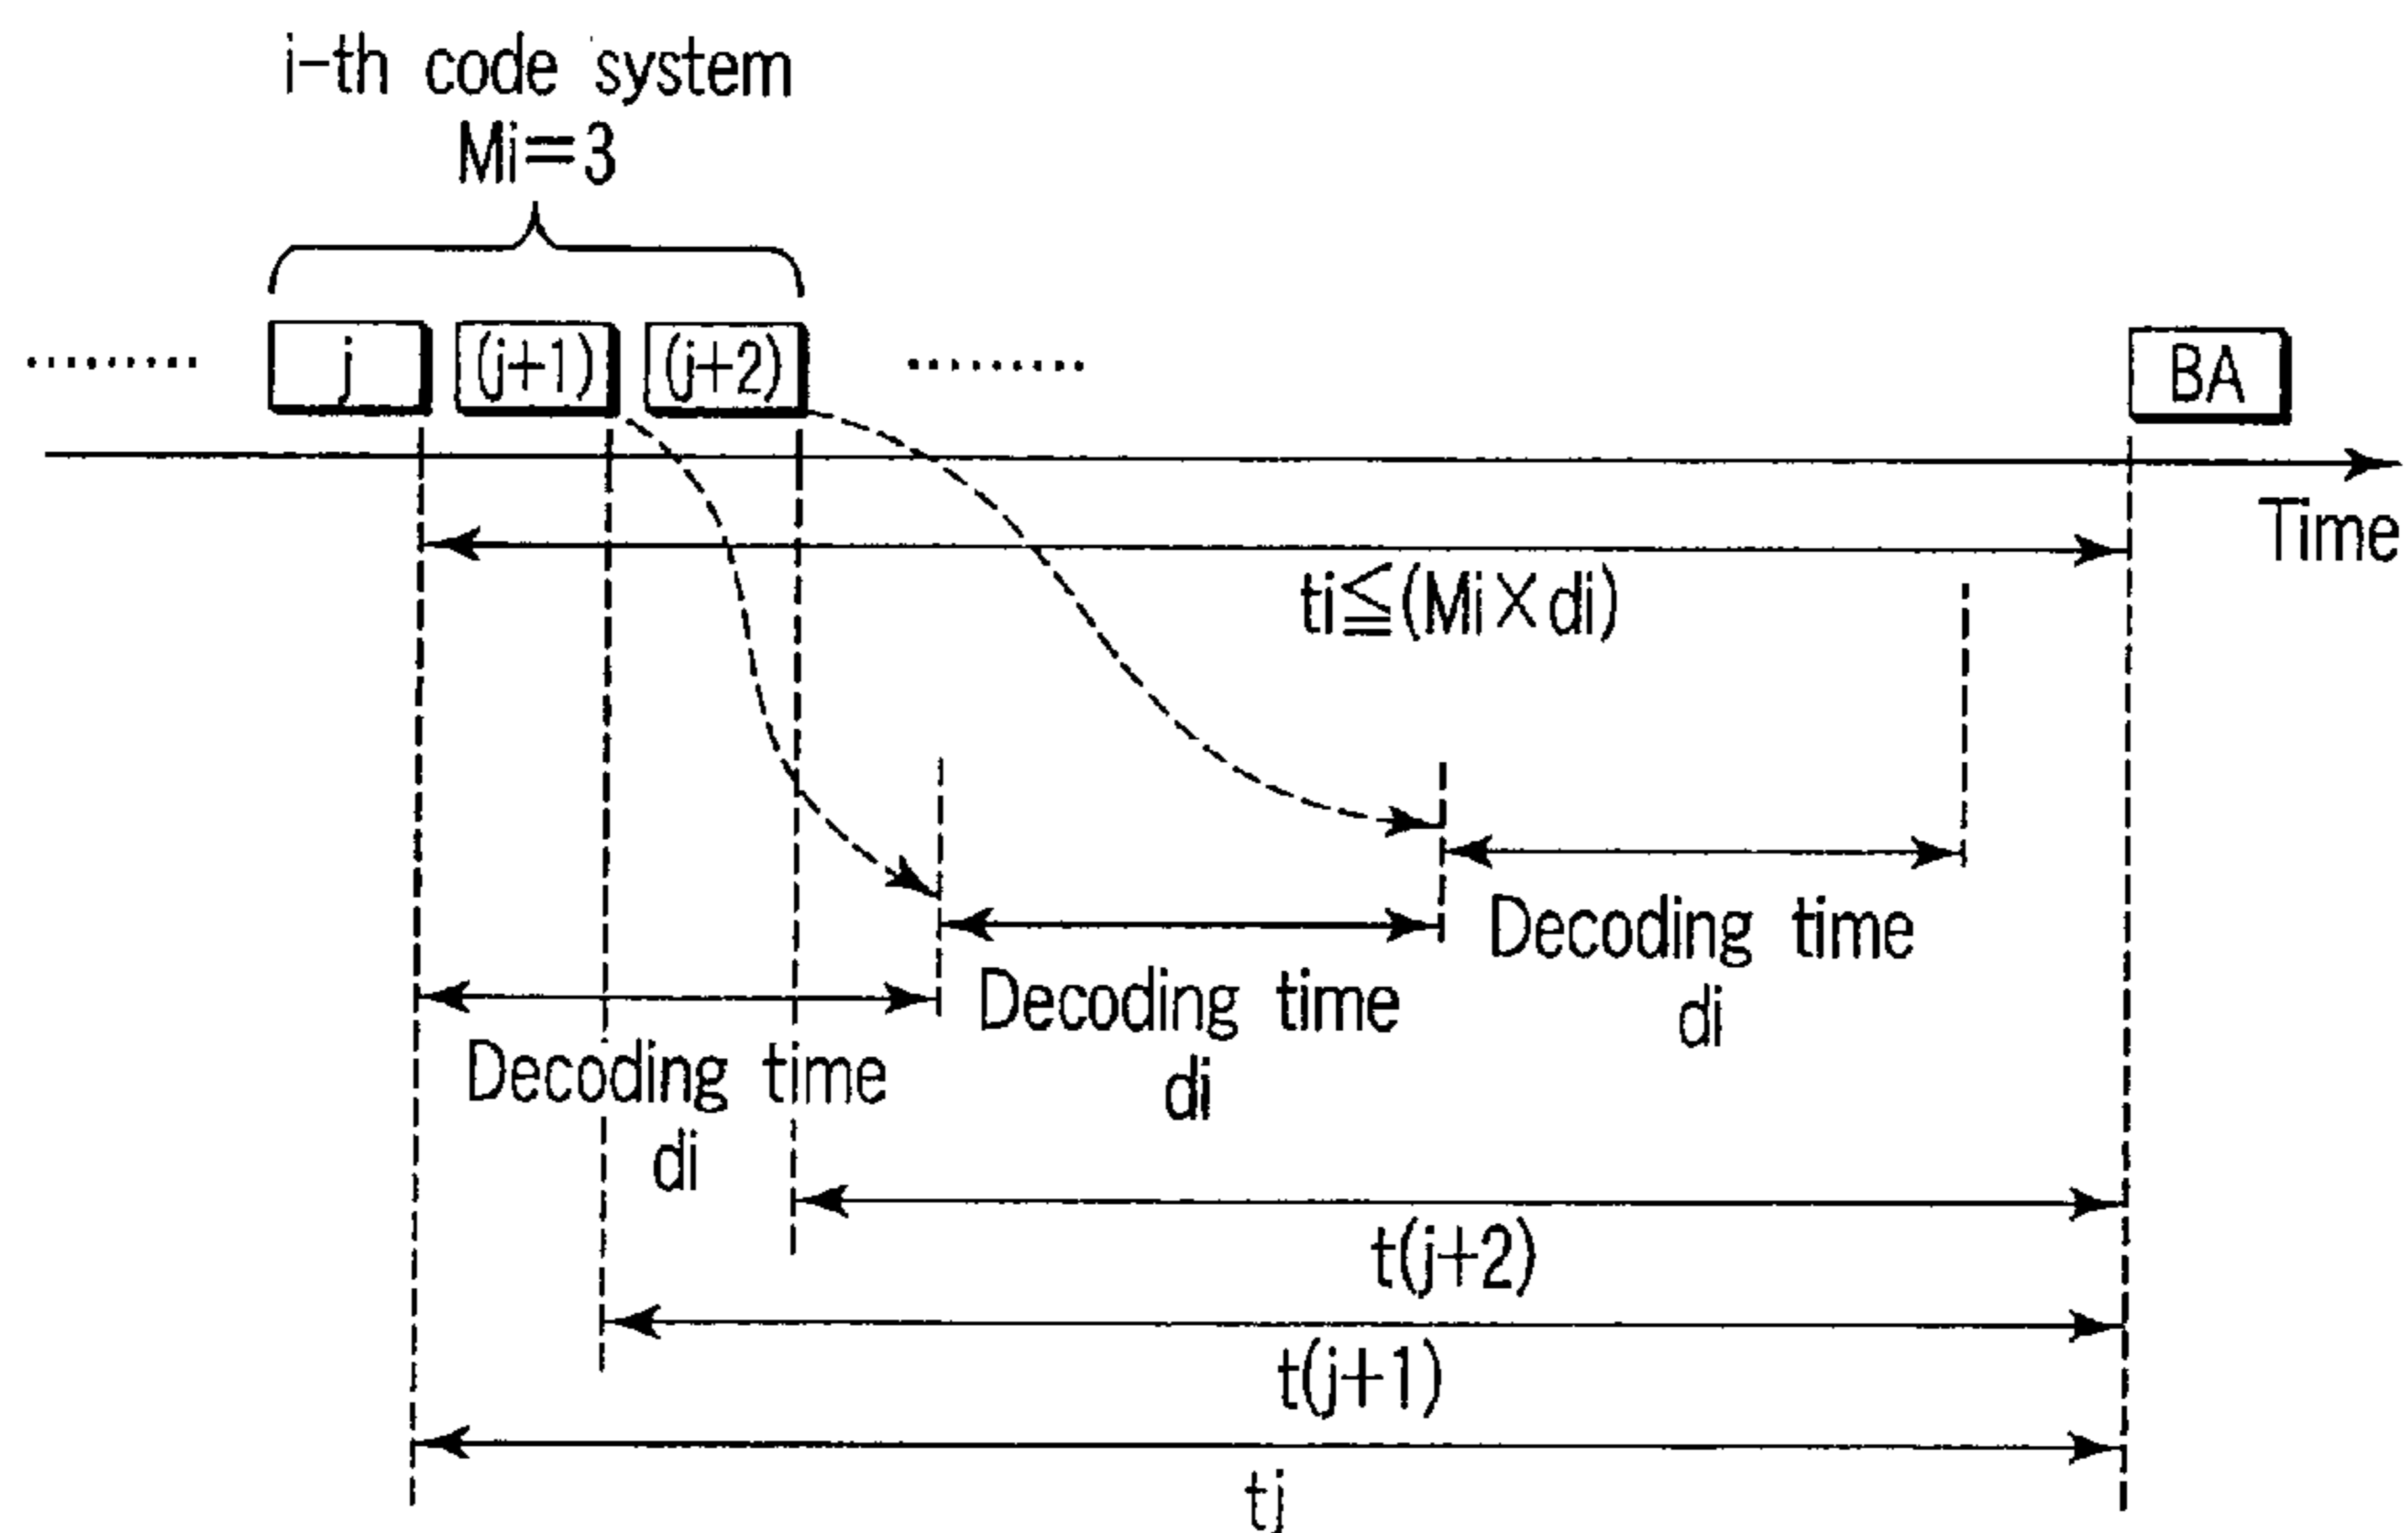 i-th code system
Mi=3
j
(j+1)
(j+2)
BA
Time
ti≦(Mi×di)
Decoding time
di
Decoding time
di
Decoding time
di
t(j+2)
t(j+1)
tj